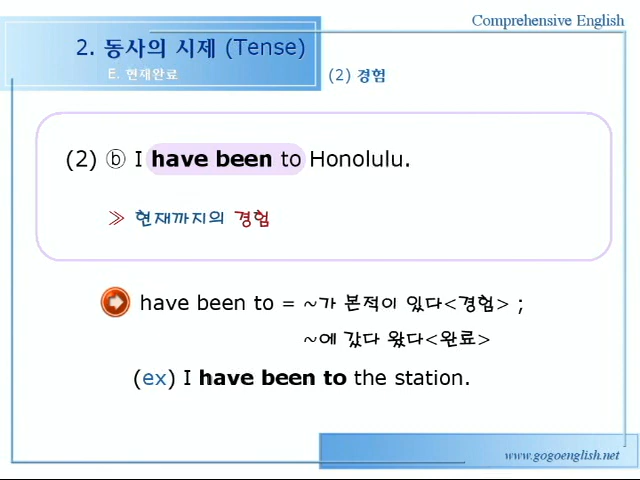 Comprehensive English
2. 동사의 시제 (Tense)
E. 현재완료
(2) 경험
(2) ⓑ I have been to Honolulu.
≫ 현재까지의 경험
have been to = ~가 본적이 있다<경험> ;
~에 갔다 왔다<완료>
(ex) I have been to the station.
www.gogoenglish.net